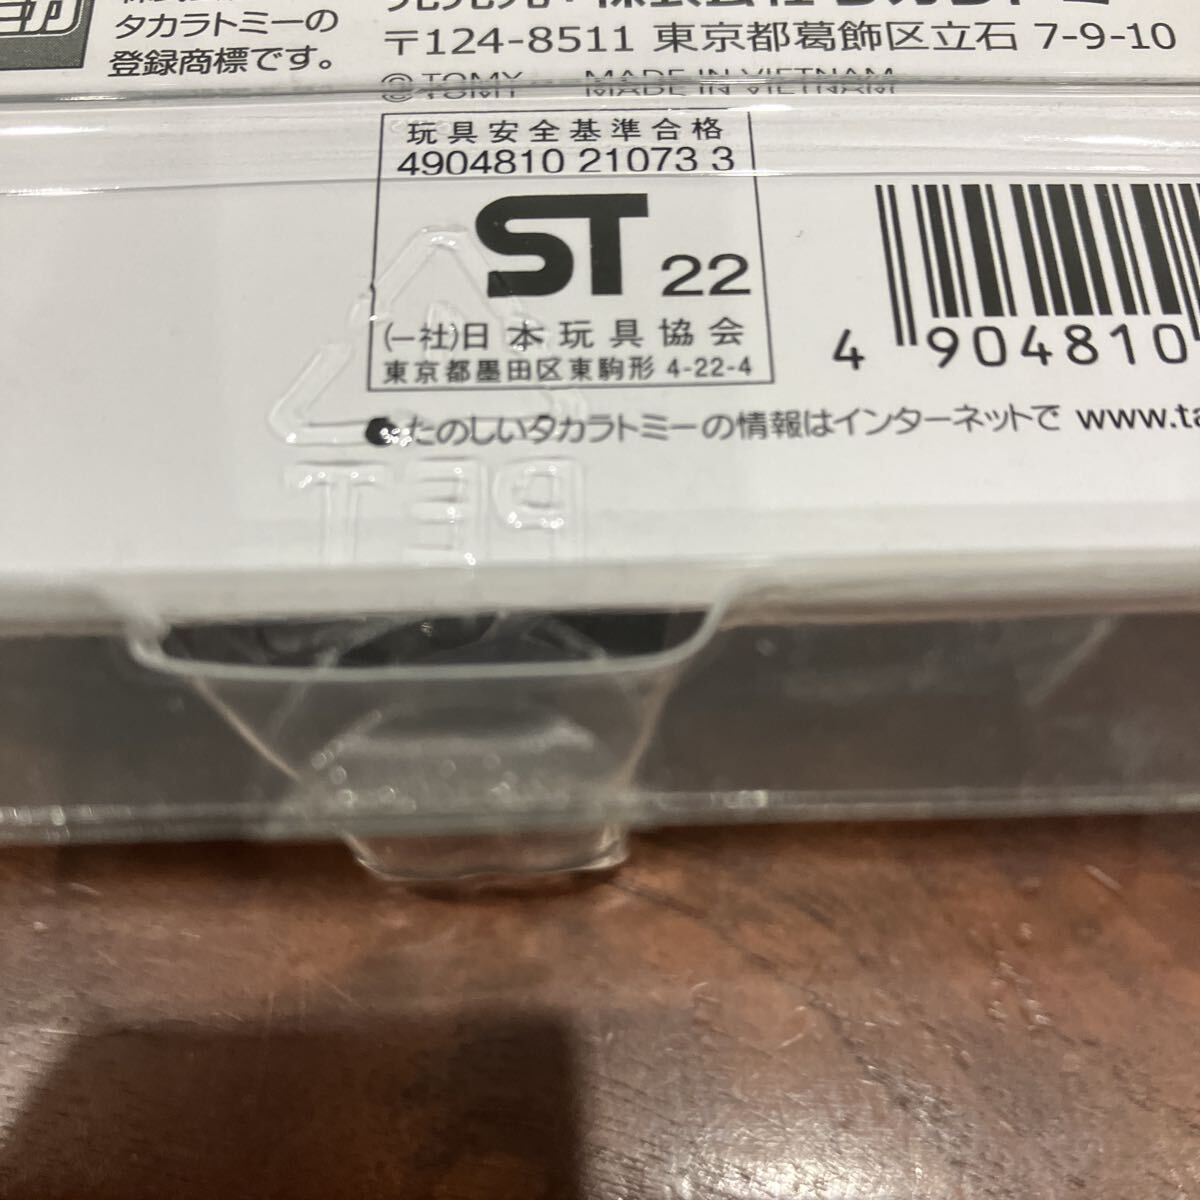 タカラトミーの
登録商標です。
〒124-8511 東京都葛飾区立石 7-9-10
© TOMY MADE IN VIETNAM
玩具安全基準合格
4904810 21073 3
ST 22
(一社)日本玩具協会
東京都墨田区東駒形 4-22-4
4 904810
●たのしいタカラトミーの情報はインターネットで www.ta
PET